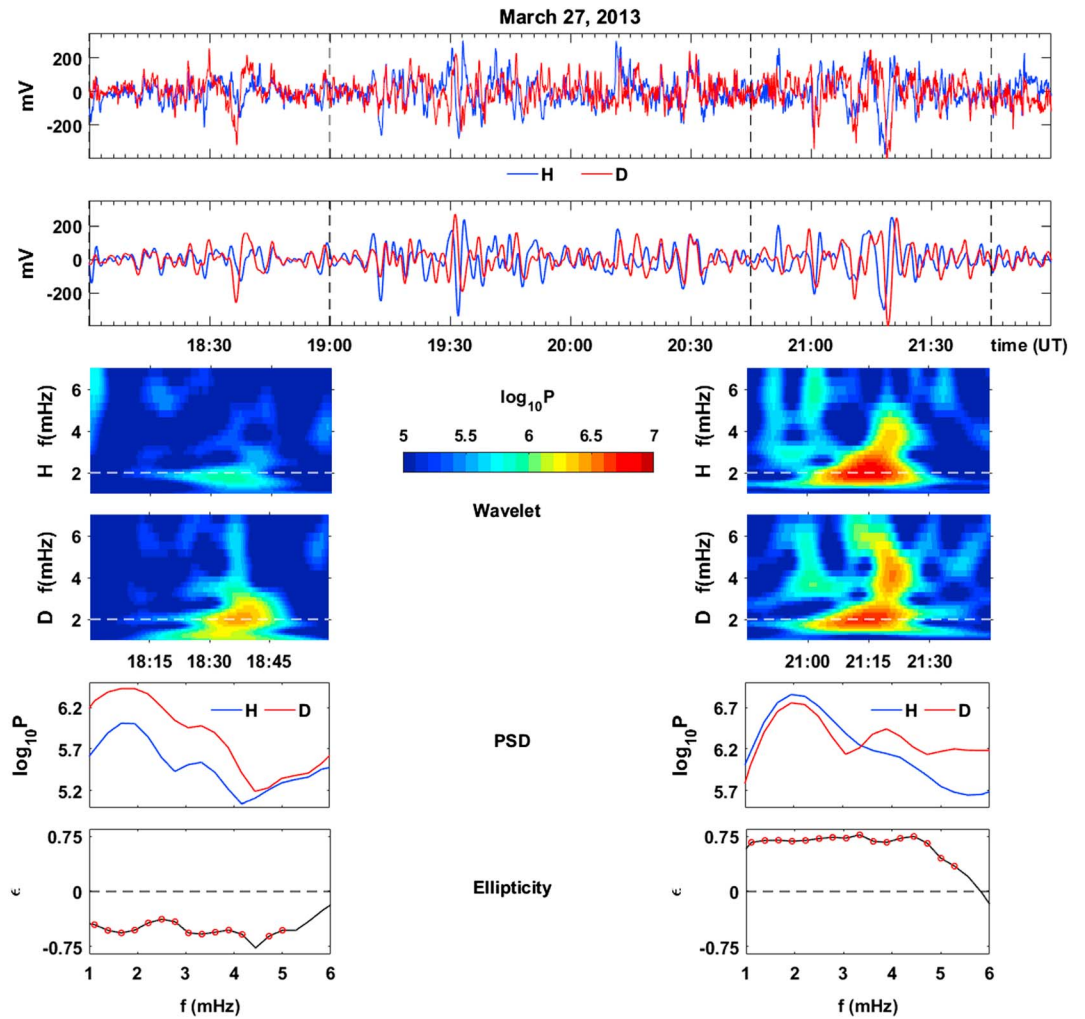 March 27, 2013
200
0
-200
mV
H D
200
0
-200
mV
18:30 19:00 19:30 20:00 20:30 21:00 21:30 time (UT)
6
4
2
H f(mHz)
log10P
5 5.5 6 6.5 7
Wavelet
6
4
2
H f(mHz)
6
4
2
D f(mHz)
18:15 18:30 18:45
6
4
2
D f(mHz)
21:00 21:15 21:30
6.2
5.7
5.2
log10P
H D
PSD
6.7
6.2
5.7
log10P
H D
0.75
0
-0.75
ϵ
1 2 3 4 5 6
f (mHz)
Ellipticity
0.75
0
-0.75
ϵ
1 2 3 4 5 6
f (mHz)